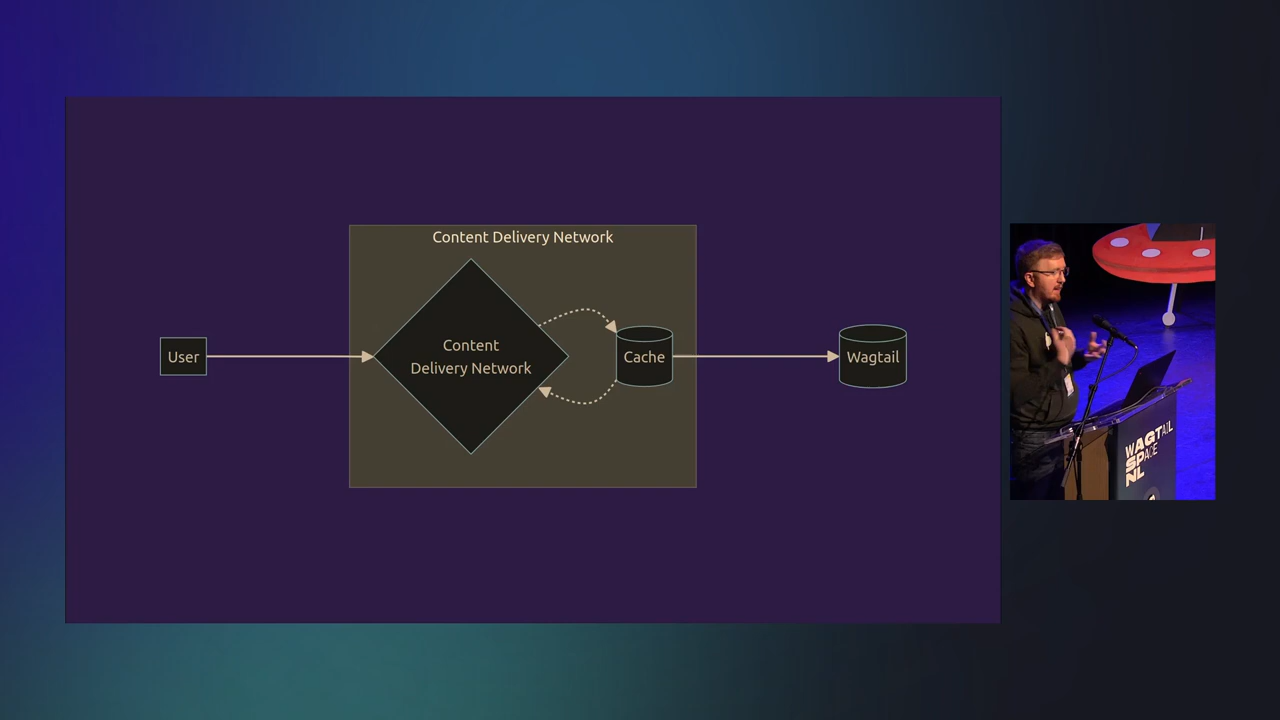 Content Delivery Network
User
Content
Delivery Network
Cache
Wagtail
WAGTAIL
SPACE
NL